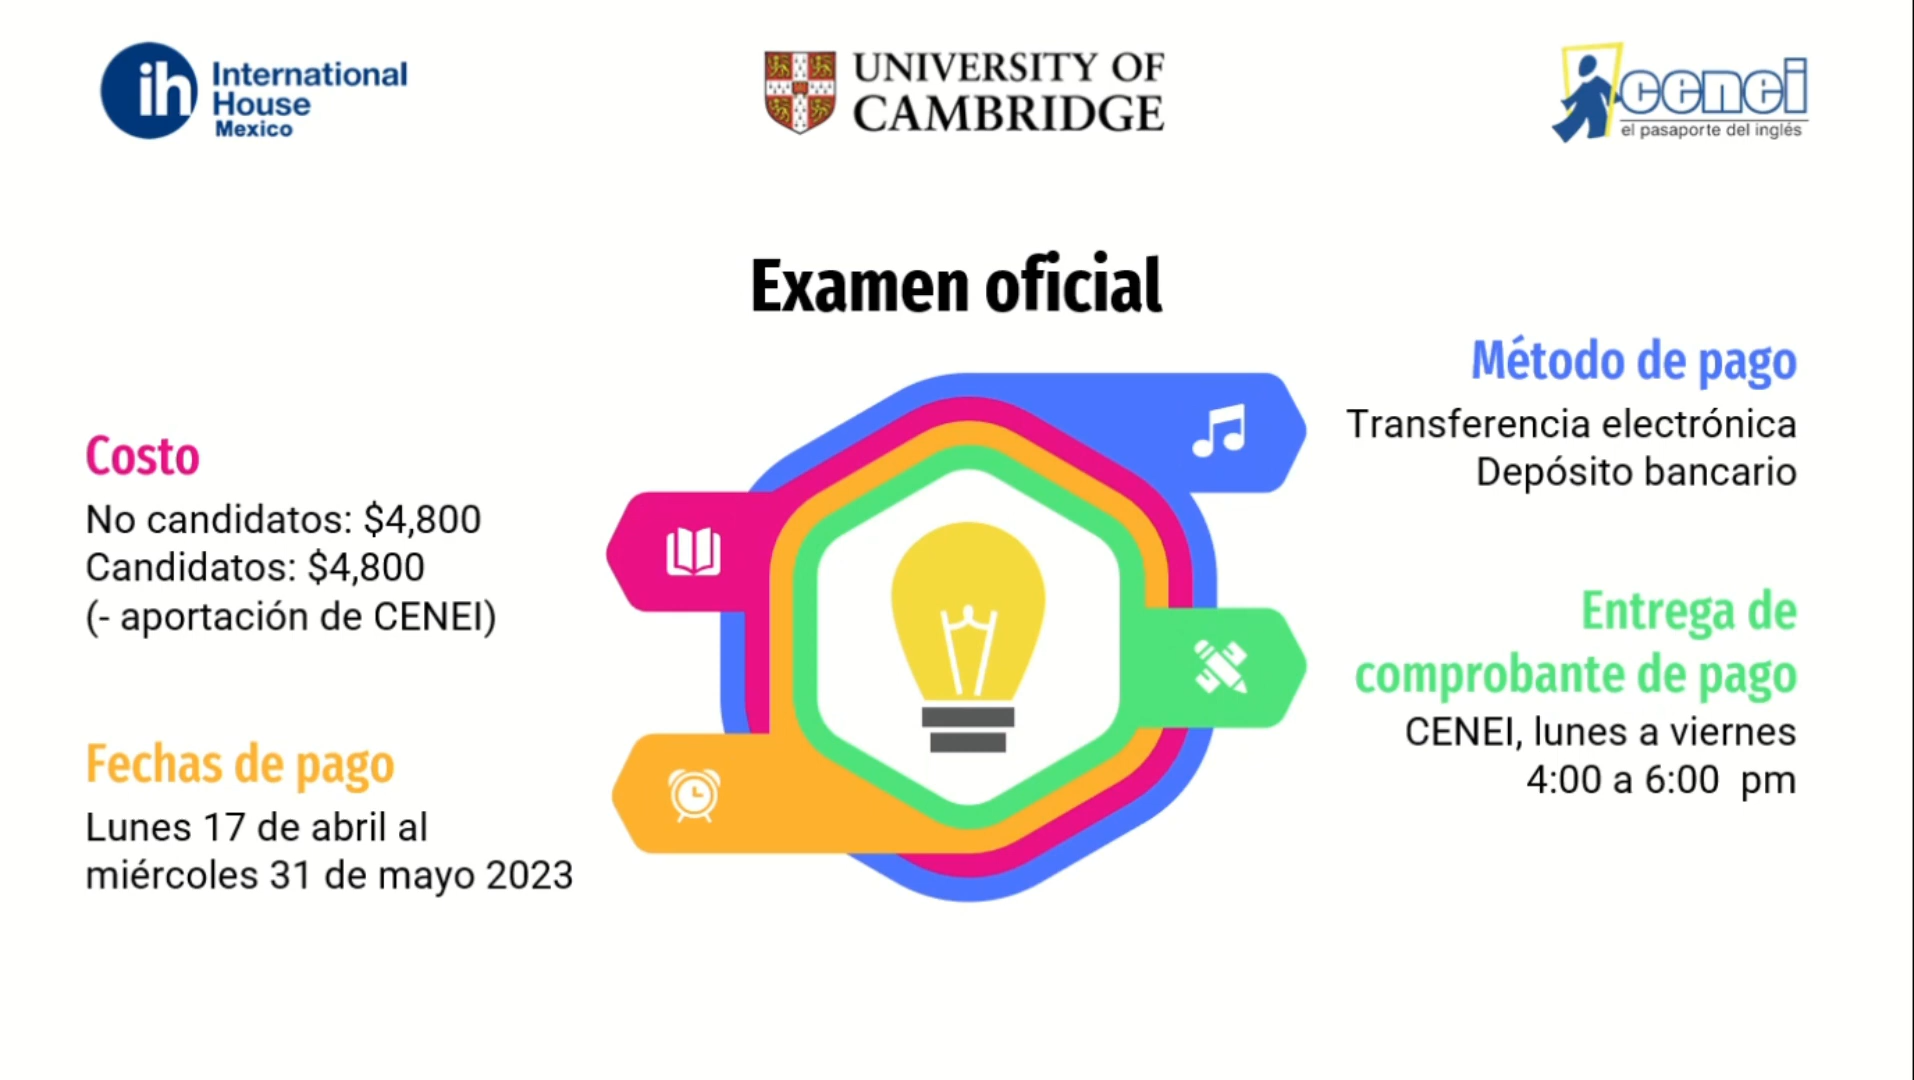 ih International
House
Mexico
UNIVERSITY OF
CAMBRIDGE
cenei
el pasaporte del inglés
Examen oficial
Costo
No candidatos: $4,800
Candidatos: $4,800
(- aportación de CENEI)
Fechas de pago
Lunes 17 de abril al
miércoles 31 de mayo 2023
Método de pago
Transferencia electrónica
Depósito bancario
Entrega de
comprobante de pago
CENEI, lunes a viernes
4:00 a 6:00  pm